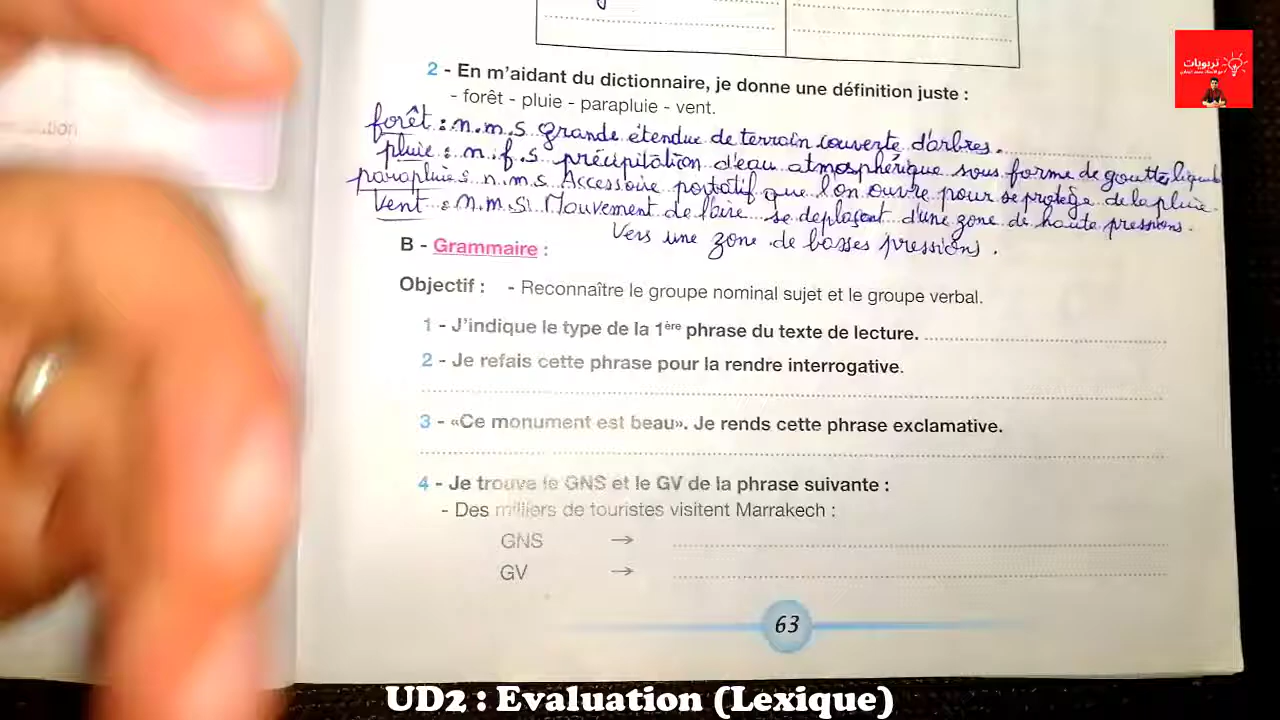 تربويات
2 - En m'aidant du dictionnaire, je donne une définition juste :
- forêt - pluie - parapluie - vent.
forêt : n.m.s grande étendue de terrain couverte d'arbres.
pluie : n.f.s précipitation d'eau atmosphérique sous forme de gouttes
parapluie : n.m.s Accessoire portatif que l'on ouvre pour se protège de la pluie.
Vent : n.m.s Mouvement de l'aire se deplaçant d'une zone de haute pressions.
Vers une zone de basses pressions.
B - Grammaire :
Objectif : - Reconnaître le groupe nominal sujet et le groupe verbal.
1 - J'indique le type de la 1ère phrase du texte de lecture.
2 - Je refais cette phrase pour la rendre interrogative.
3 - «Ce monument est beau». Je rends cette phrase exclamative.
4 - Je trouve le GNS et le GV de la phrase suivante :
- Des milliers de touristes visitent Marrakech :
GNS →
GV →
63
UD2 : Evaluation (Lexique)